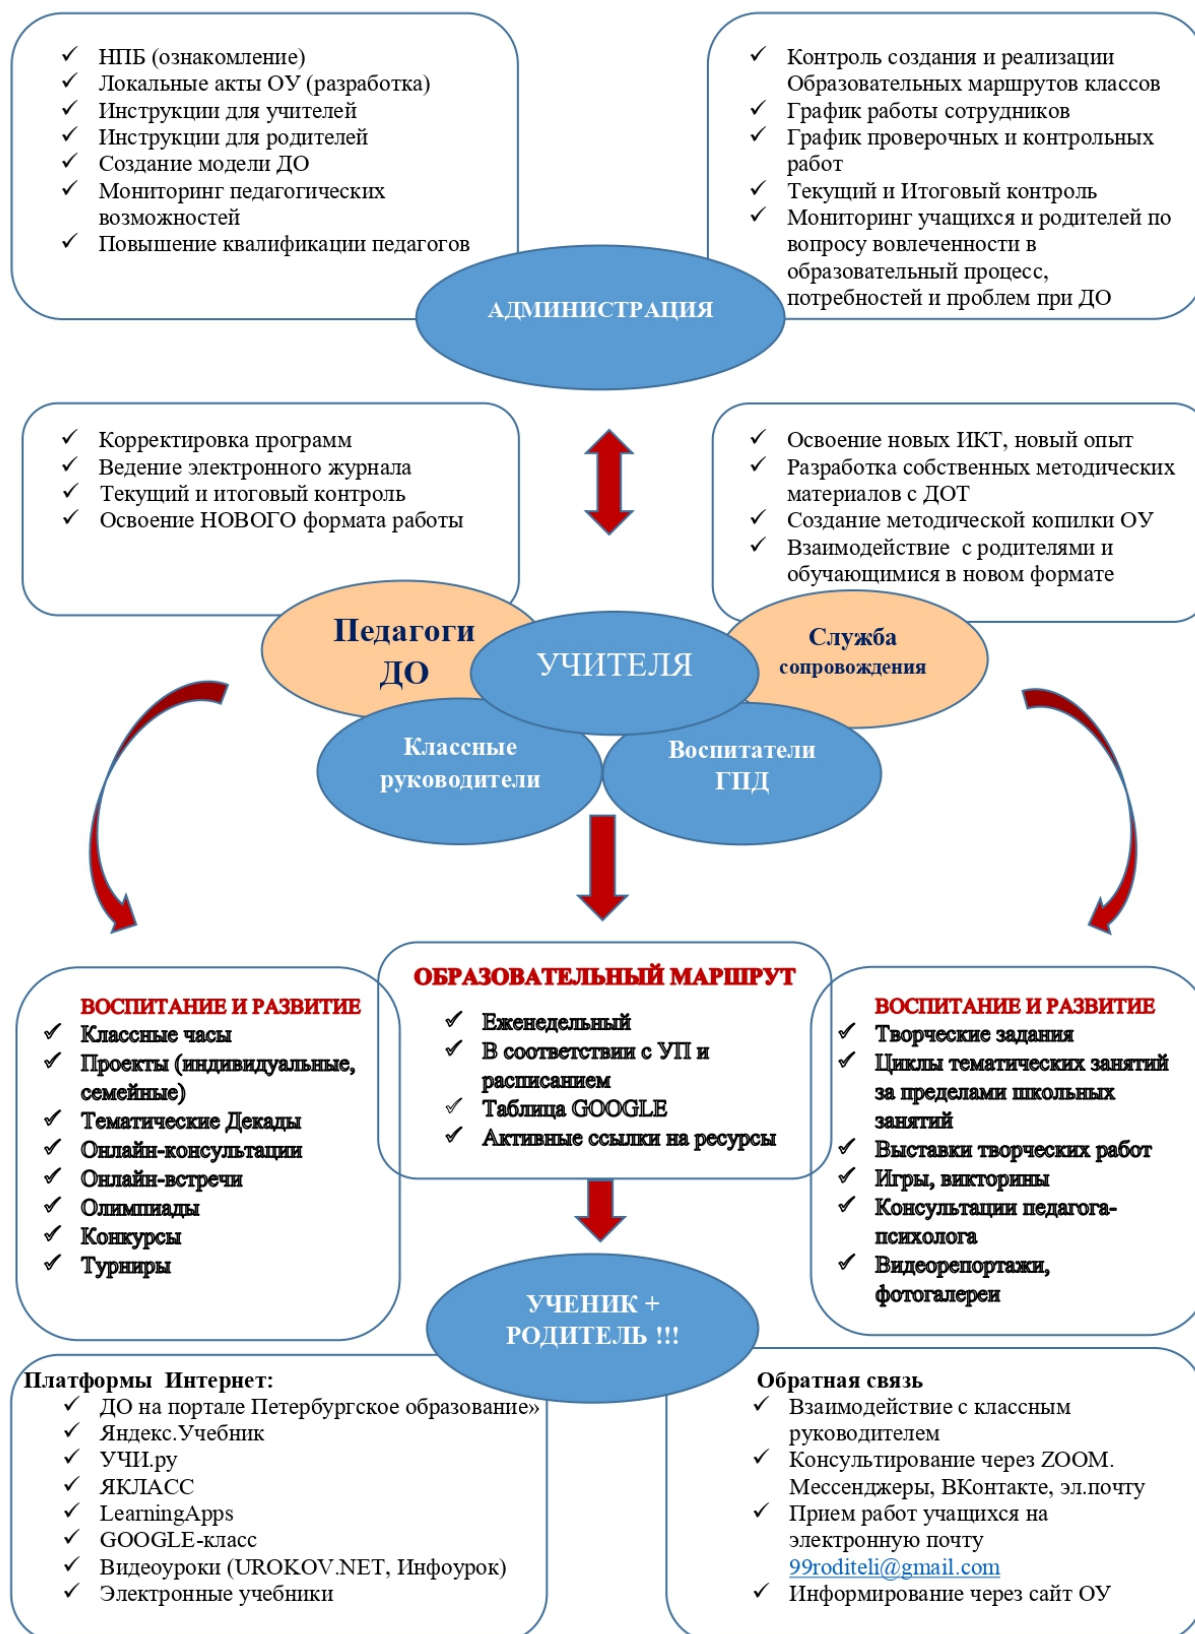 НПБ (ознакомление)
Локальные акты ОУ (разработка)
Инструкции для учителей
Инструкции для родителей
Создание модели ДО
Мониторинг педагогических
возможностей
Повышение квалификации педагогов
Контроль создания и реализации
Образовательных маршрутов классов
График работы сотрудников
График проверочных и контрольных
работ
Текущий и Итоговый контроль
Мониторинг учащихся и родителей по
вопросу вовлеченности в
образовательный процесс,
потребностей и проблем при ДО
АДМИНИСТРАЦИЯ
Корректировка программ
Ведение электронного журнала
Текущий и итоговый контроль
Освоение НОВОГО формата работы
Освоение новых ИКТ, новый опыт
Разработка собственных методических
материалов с ДОТ
Создание методической копилки ОУ
Взаимодействие с родителями и
обучающимися в новом формате
Педагоги
ДО
УЧИТЕЛЯ
Служба
сопровождения
Классные
руководители
Воспитатели
ГПД
ВОСПИТАНИЕ И РАЗВИТИЕ
Классные часы
Проекты (индивидуальные,
семейные)
Тематические Декады
Онлайн-консультации
Онлайн-встречи
Олимпиады
Конкурсы
Турниры
ОБРАЗОВАТЕЛЬНЫЙ МАРШРУТ
Еженедельный
В соответствии с УП и
расписанием
Таблица GOOGLE
Активные ссылки на ресурсы
ВОСПИТАНИЕ И РАЗВИТИЕ
Творческие задания
Циклы тематических занятий
за пределами школьных
занятий
Выставки творческих работ
Игры, викторины
Консультации педагога-
психолога
Видеорепортажи,
фотогалереи
УЧЕНИК +
РОДИТЕЛЬ !!!
Платформы Интернет:
ДО на портале Петербургское образование»
Яндекс.Учебник
УЧИ.ру
ЯКЛАСС
LearningApps
GOOGLE-класс
Видеоуроки (UROKOV.NET, Инфоурок)
Электронные учебники
Обратная связь
Взаимодействие с классным
руководителем
Консультирование через ZOOM.
Мессенджеры, ВКонтакте, эл.почту
Прием работ учащихся на
электронную почту
99roditeli@gmail.com
Информирование через сайт ОУ